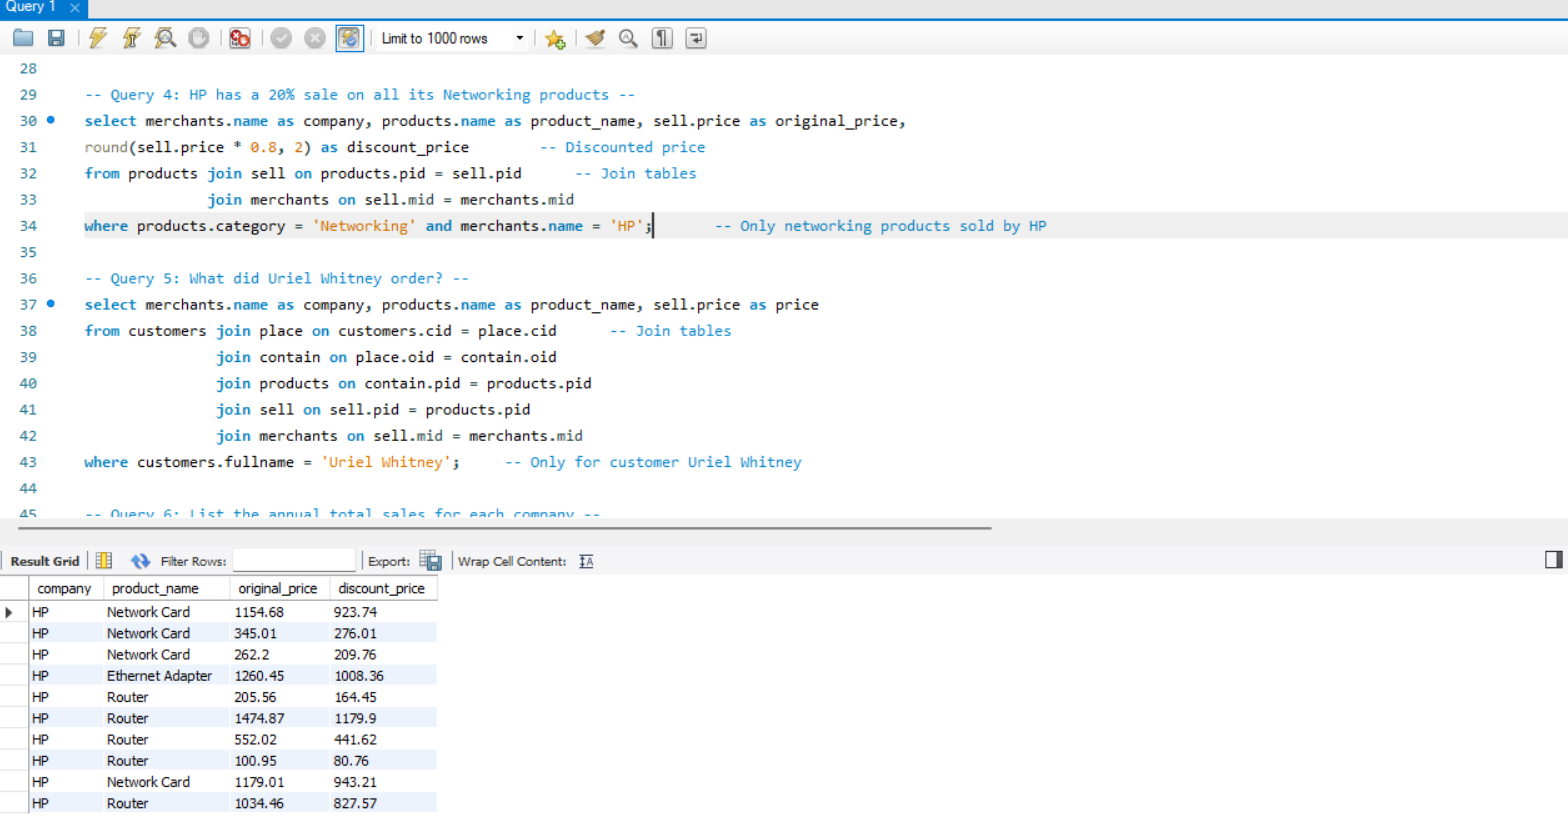 Query 1 ×
Limit to 1000 rows
28
29 -- Query 4: HP has a 20% sale on all its Networking products --
30 select merchants.name as company, products.name as product_name, sell.price as original_price,
31 round(sell.price * 0.8, 2) as discount_price -- Discounted price
32 from products join sell on products.pid = sell.pid -- Join tables
33 join merchants on sell.mid = merchants.mid
34 where products.category = 'Networking' and merchants.name = 'HP'; -- Only networking products sold by HP
35
36 -- Query 5: What did Uriel Whitney order? --
37 select merchants.name as company, products.name as product_name, sell.price as price
38 from customers join place on customers.cid = place.cid -- Join tables
39 join contain on place.oid = contain.oid
40 join products on contain.pid = products.pid
41 join sell on sell.pid = products.pid
42 join merchants on sell.mid = merchants.mid
43 where customers.fullname = 'Uriel Whitney'; -- Only for customer Uriel Whitney
44
45 -- Query 6: List the annual total sales for each company --
Result Grid Filter Rows: Export: Wrap Cell Content:
company product_name original_price discount_price
HP Network Card 1154.68 923.74
HP Network Card 345.01 276.01
HP Network Card 262.2 209.76
HP Ethernet Adapter 1260.45 1008.36
HP Router 205.56 164.45
HP Router 1474.87 1179.9
HP Router 552.02 441.62
HP Router 100.95 80.76
HP Network Card 1179.01 943.21
HP Router 1034.46 827.57